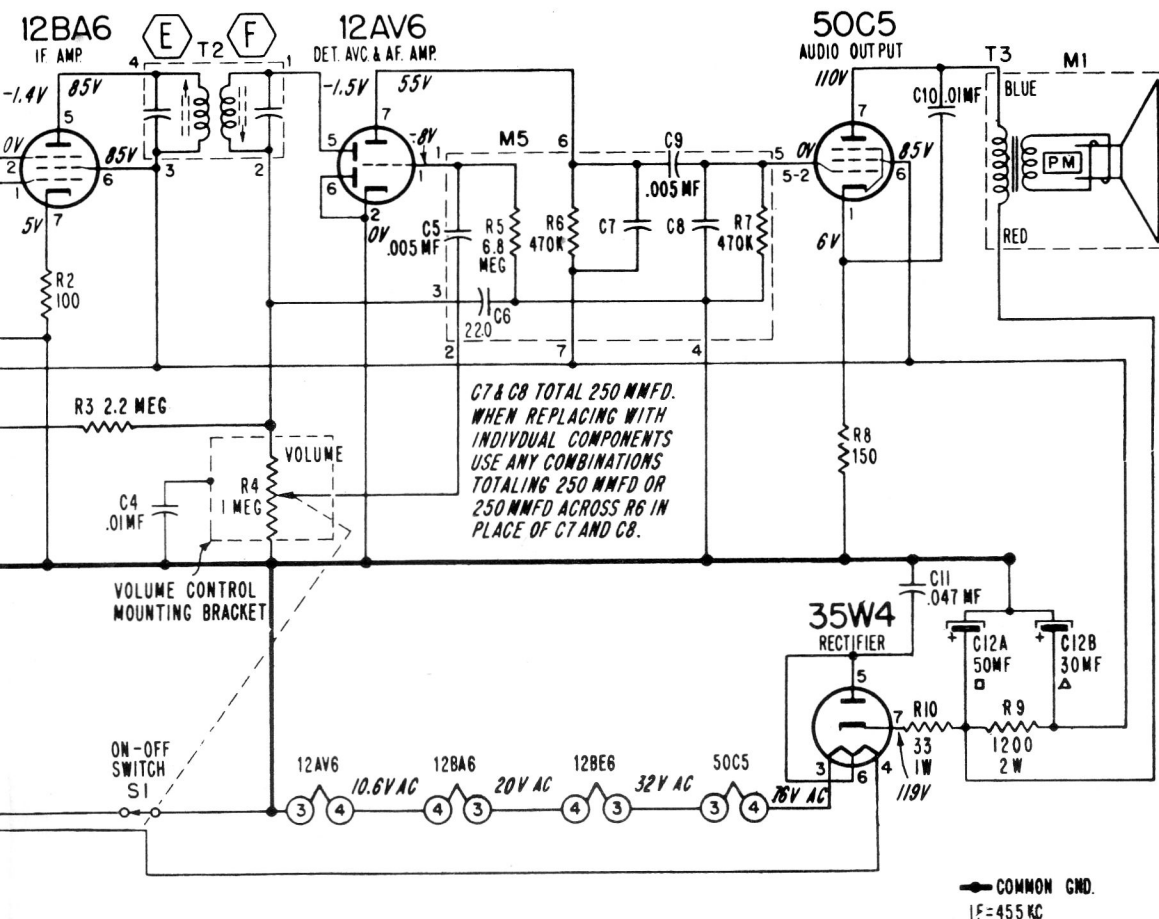 12BA6
IF. AMP.
E
T2
F
12AV6
DET. AVC. & AF. AMP.
50C5
AUDIO OUTPUT
T3
M1
4
1
-1.4V
85V
-1.5V
55V
110V
C10 .01MF
BLUE
5
7
7
-.8V
1
M5
6
C9
5
0V
85V
0V
2
85V
5
5-2
6
PM
1
6
3
2
6
1
.005 MF
7
2
1
5V
0V
C5
.005 MF
R5
6.8
MEG
R6
470K
C7
C8
R7
470K
6V
RED
R2
100
3
C6
220
2
7
4
R3 2.2 MEG
C7 & C8 TOTAL 250 MMFD.
WHEN REPLACING WITH
INDIVDUAL COMPONENTS
USE ANY COMBINATIONS
TOTALING 250 MMFD OR
250 MMFD ACROSS R6 IN
PLACE OF C7 AND C8.
R8
150
VOLUME
R4
1 MEG
C4
.01MF
VOLUME CONTROL
MOUNTING BRACKET
C11
.047 MF
35W4
RECTIFIER
+
C12A
50MF
+
C12B
30MF
5
7
R10
33
1W
R9
1200
2W
3
6
4
119V
ON-OFF
SWITCH
S1
12AV6
10.6V AC
12BA6
20V AC
12BE6
32V AC
50C5
76V AC
3
4
4
3
4
3
3
4
COMMON GND.
IF=455 KC